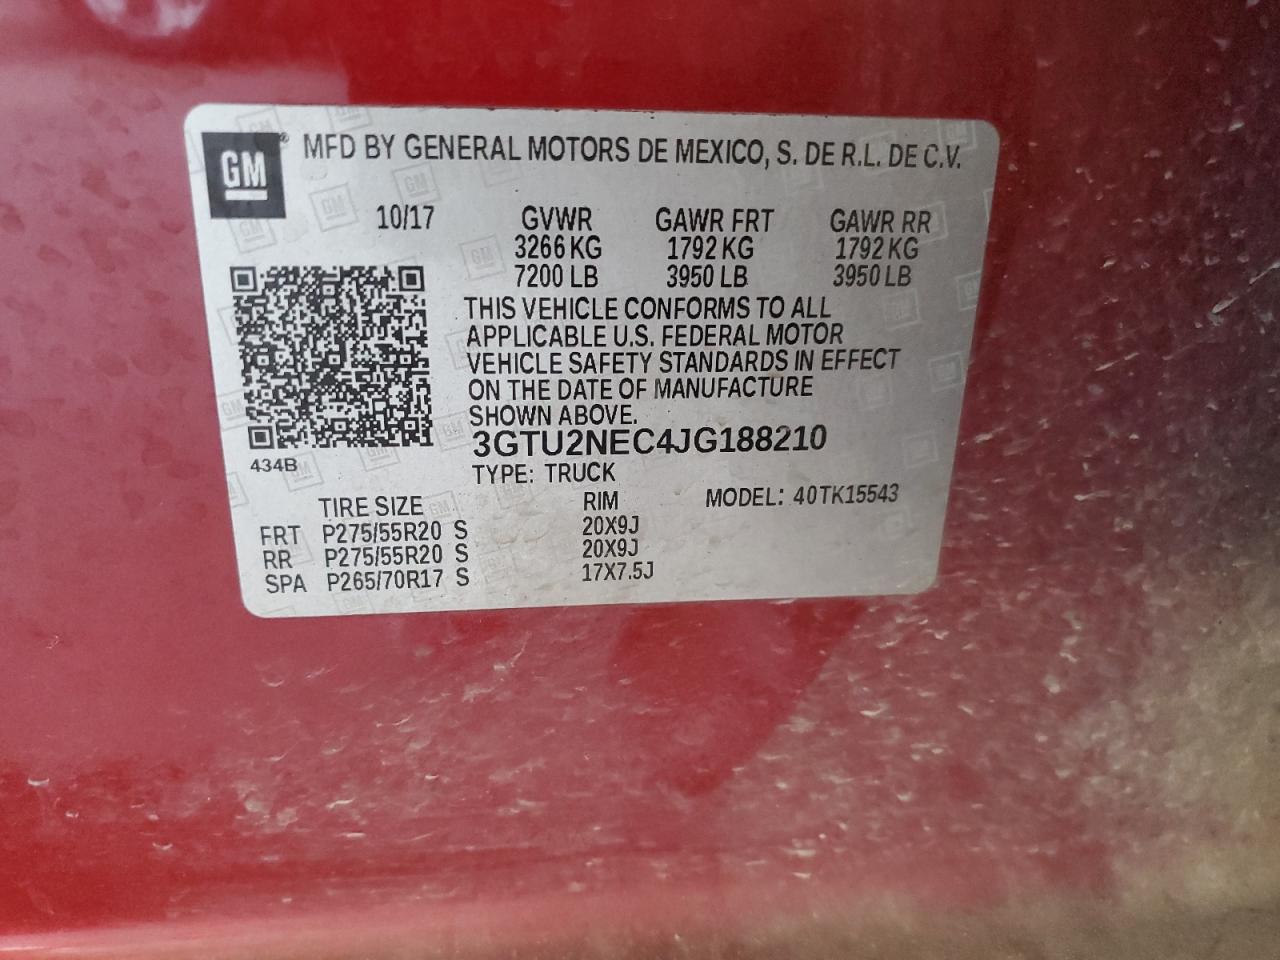 GM® MFD BY GENERAL MOTORS DE MEXICO, S. DE R.L. DE C.V.
10/17 GVWR GAWR FRT GAWR RR
3266 KG 1792 KG 1792 KG
7200 LB 3950 LB 3950 LB
THIS VEHICLE CONFORMS TO ALL
APPLICABLE U.S. FEDERAL MOTOR
VEHICLE SAFETY STANDARDS IN EFFECT
ON THE DATE OF MANUFACTURE
SHOWN ABOVE.
3GTU2NEC4JG188210
434B
TYPE: TRUCK
TIRE SIZE RIM MODEL: 40TK15543
FRT P275/55R20 S 20X9J
RR P275/55R20 S 20X9J
SPA P265/70R17 S 17X7.5J